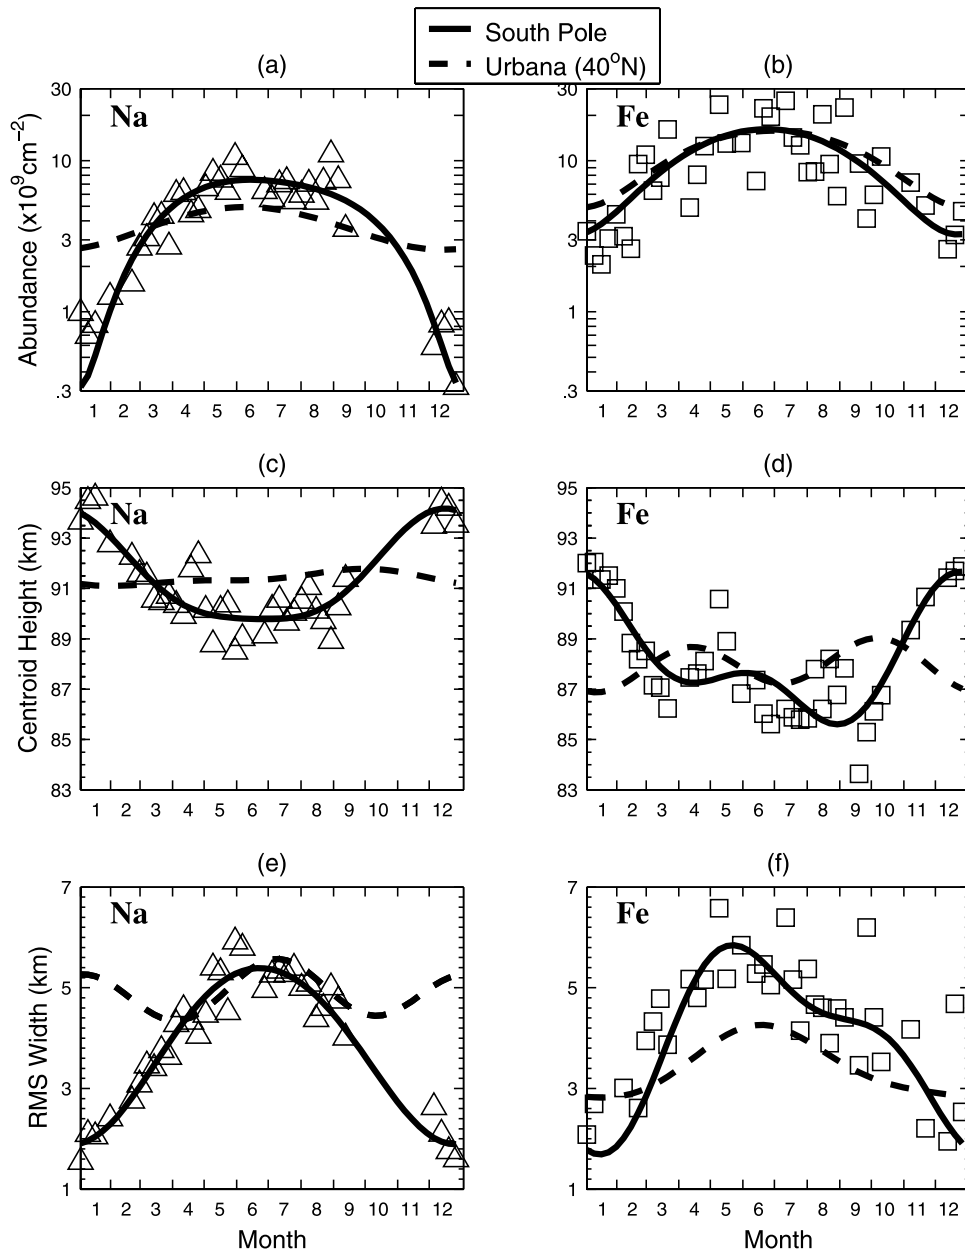 South Pole
Urbana (40°N)
(a)
(b)
Na
Fe
Abundance (x10⁹cm⁻²)
30
10
3
1
.3
1 2 3 4 5 6 7 8 9 10 11 12
30
10
3
1
.3
1 2 3 4 5 6 7 8 9 10 11 12
(c)
(d)
Na
Fe
Centroid Height (km)
95
93
91
89
87
85
83
1 2 3 4 5 6 7 8 9 10 11 12
95
93
91
89
87
85
83
1 2 3 4 5 6 7 8 9 10 11 12
(e)
(f)
Na
Fe
RMS Width (km)
7
5
3
1
1 2 3 4 5 6 7 8 9 10 11 12
7
5
3
1
1 2 3 4 5 6 7 8 9 10 11 12
Month
Month